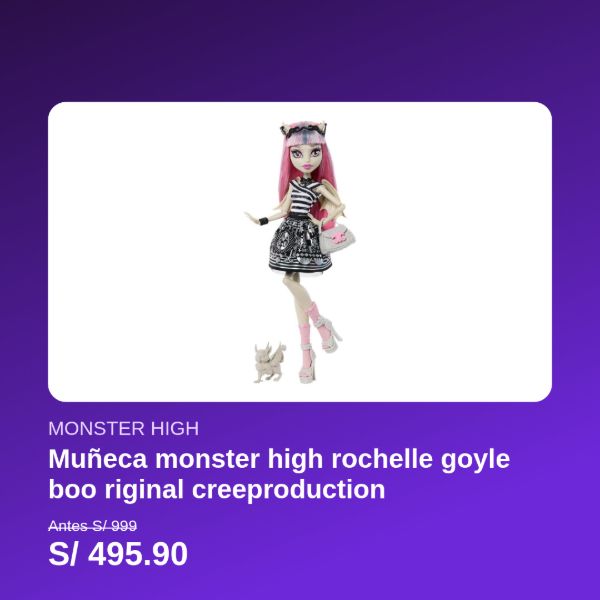 MONSTER HIGH
Muñeca monster high rochelle goyle
boo riginal creeproduction
Antes S/ 999
S/ 495.90